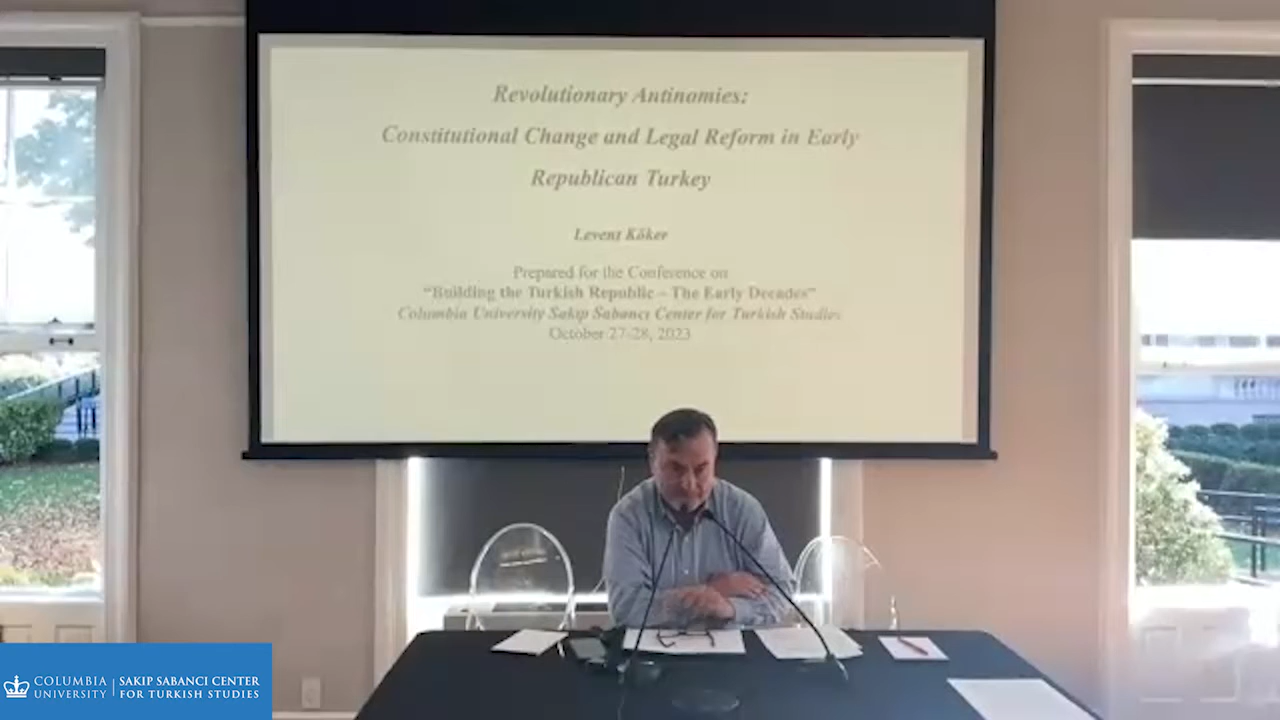 Revolutionary Antinomies:
Constitutional Change and Legal Reform in Early
Republican Turkey
Levent Köker
Prepared for the Conference on
“Building the Turkish Republic – The Early Decades”
Columbia University Sakıp Sabancı Center for Turkish Studies
October 27-28, 2023
COLUMBIA
UNIVERSITY
SAKIP SABANCI CENTER
FOR TURKISH STUDIES